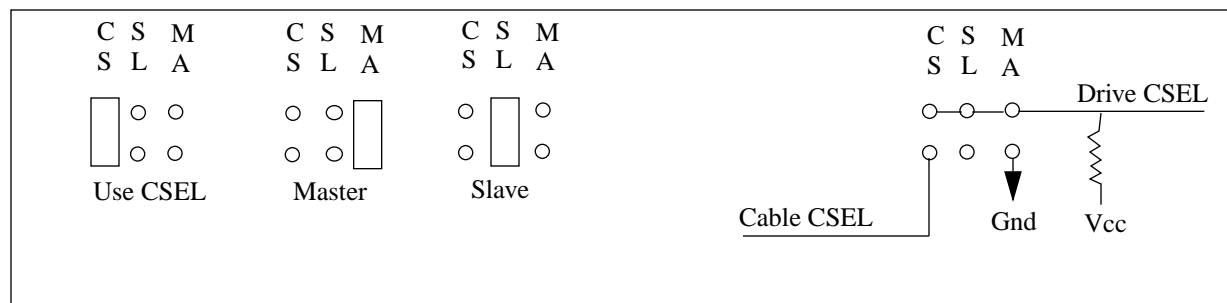 C S M
S L A
C S M
S L A
C S M
S L A
C S M
S L A
Use CSEL
Master
Slave
Drive CSEL
Cable CSEL
Gnd
Vcc